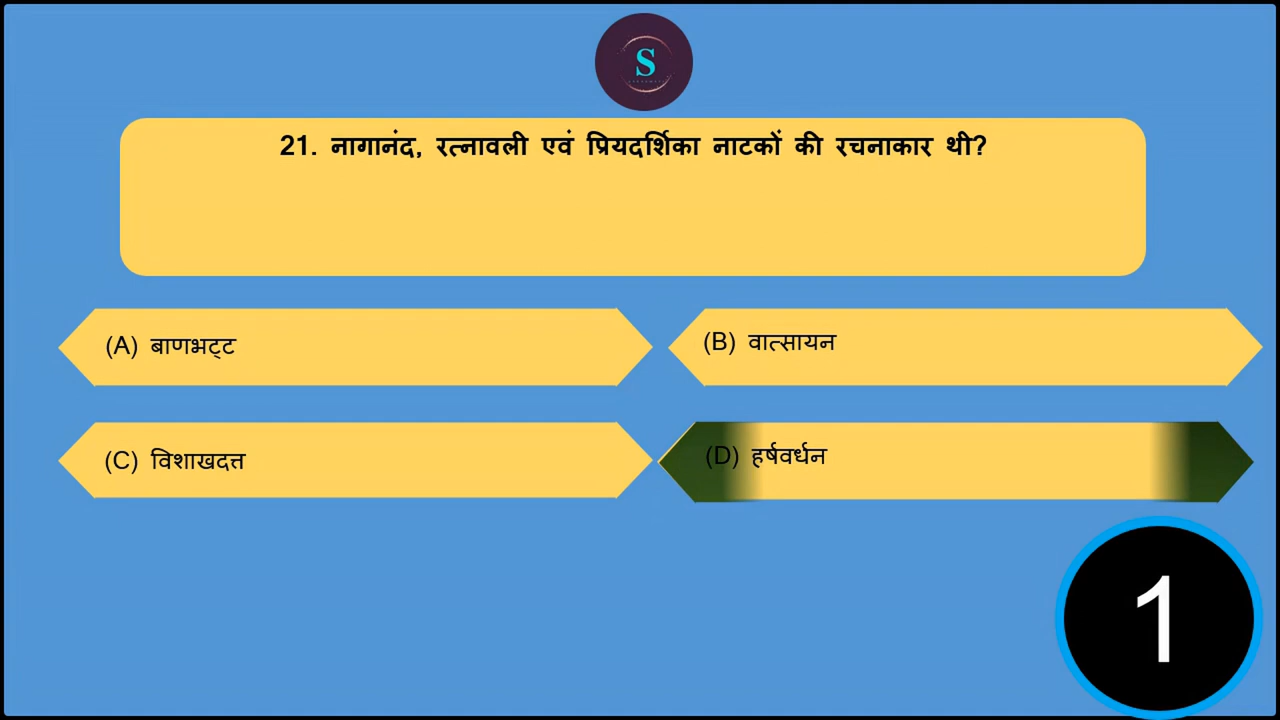 S
21. नागानंद, रत्नावली एवं प्रियदर्शिका नाटकों की रचनाकार थी?
(A) बाणभट्ट
(B) वात्सायन
(C) विशाखदत्त
(D) हर्षवर्धन
1